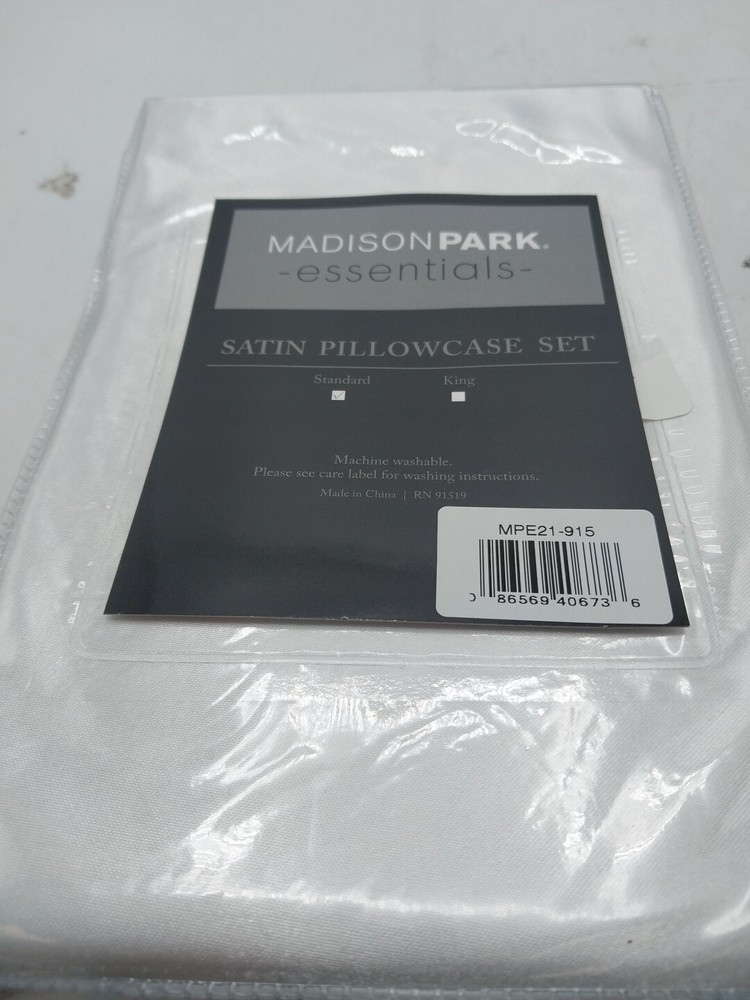 MADISONPARK.
-essentials-
SATIN PILLOWCASE SET
Standard King
Machine washable.
Please see care label for washing instructions.
Made in China | RN 91519
MPE21-915
0 86569 40673 6